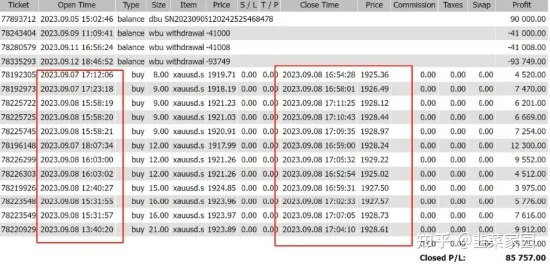 Ticket Open Time Type Size Item Price S / L T / P Close Time Price Commission Taxes Swap Profit
77893712 2023.09.05 15:02:46 balance dbu SN2023090512024252546847​8 90 000.00
78243404 2023.09.09 11:09:41 balance wbu withdrawal -41000 -41 000.00
78280579 2023.09.11 16:56:24 balance wbu withdrawal -41008 -41 008.00
78335293 2023.09.12 18:46:52 balance wbu withdrawal -93749 -93 749.00
78192305 2023.09.07 17:12:06 buy 8.00 xauusd.s 1919.71 0.00 0.00 2023.09.08 16:54:28 1925.36 0.00 0.00 0.00 4 520.00
78192973 2023.09.07 17:23:18 buy 9.00 xauusd.s 1918.19 0.00 0.00 2023.09.08 16:58:01 1926.49 0.00 0.00 0.00 7 470.00
78225722 2023.09.08 15:58:19 buy 9.00 xauusd.s 1921.23 0.00 0.00 2023.09.08 17:11:25 1928.12 0.00 0.00 0.00 6 201.00
78225725 2023.09.08 15:58:20 buy 9.00 xauusd.s 1921.03 0.00 0.00 2023.09.08 17:10:43 1928.44 0.00 0.00 0.00 6 669.00
78225745 2023.09.08 15:58:21 buy 9.00 xauusd.s 1920.91 0.00 0.00 2023.09.08 17:09:35 1928.97 0.00 0.00 0.00 7 254.00
78196148 2023.09.07 18:07:34 buy 12.00 xauusd.s 1917.99 0.00 0.00 2023.09.08 16:59:00 1928.24 0.00 0.00 0.00 12 300.00
78226299 2023.09.08 16:03:00 buy 12.00 xauusd.s 1921.26 0.00 0.00 2023.09.08 17:05:32 1929.22 0.00 0.00 0.00 9 552.00
78226303 2023.09.08 16:03:02 buy 12.00 xauusd.s 1921.26 0.00 0.00 2023.09.08 16:52:54 1925.02 0.00 0.00 0.00 4 512.00
78219926 2023.09.08 12:40:27 buy 15.00 xauusd.s 1924.85 0.00 0.00 2023.09.08 16:59:31 1927.50 0.00 0.00 0.00 3 975.00
78223548 2023.09.08 15:31:55 buy 16.00 xauusd.s 1923.96 0.00 0.00 2023.09.08 17:02:33 1927.57 0.00 0.00 0.00 5 776.00
78223549 2023.09.08 15:31:57 buy 16.00 xauusd.s 1923.97 0.00 0.00 2023.09.08 17:07:05 1928.73 0.00 0.00 0.00 7 616.00
78220929 2023.09.08 13:40:20 buy 21.00 xauusd.s 1923.89 0.00 0.00 2023.09.08 17:04:10 1928.61 0.00 0.00 0.00 9 912.00
知乎 @韭菜家园
Closed P/L: 85 757.00